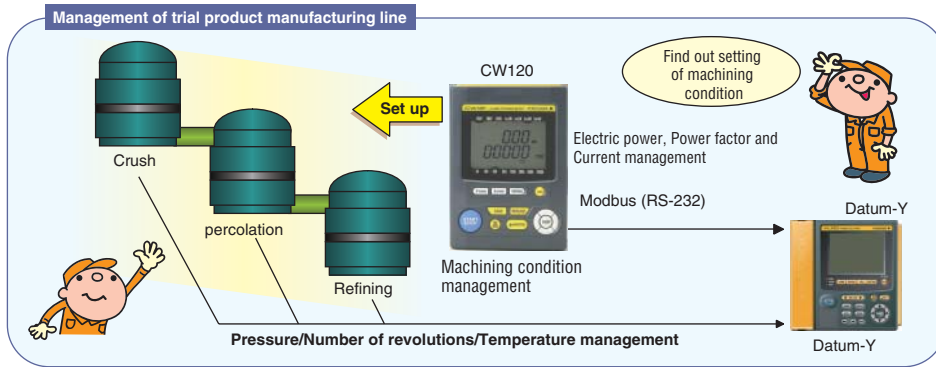 Management of trial product manufacturing line
CW120
Find out setting
of machining
condition
Set up
Electric power, Power factor and
Current management
Crush
Modbus (RS-232)
Datum-Y
percolation
Machining condition
management
Refining
Pressure/Number of revolutions/Temperature management
Datum-Y